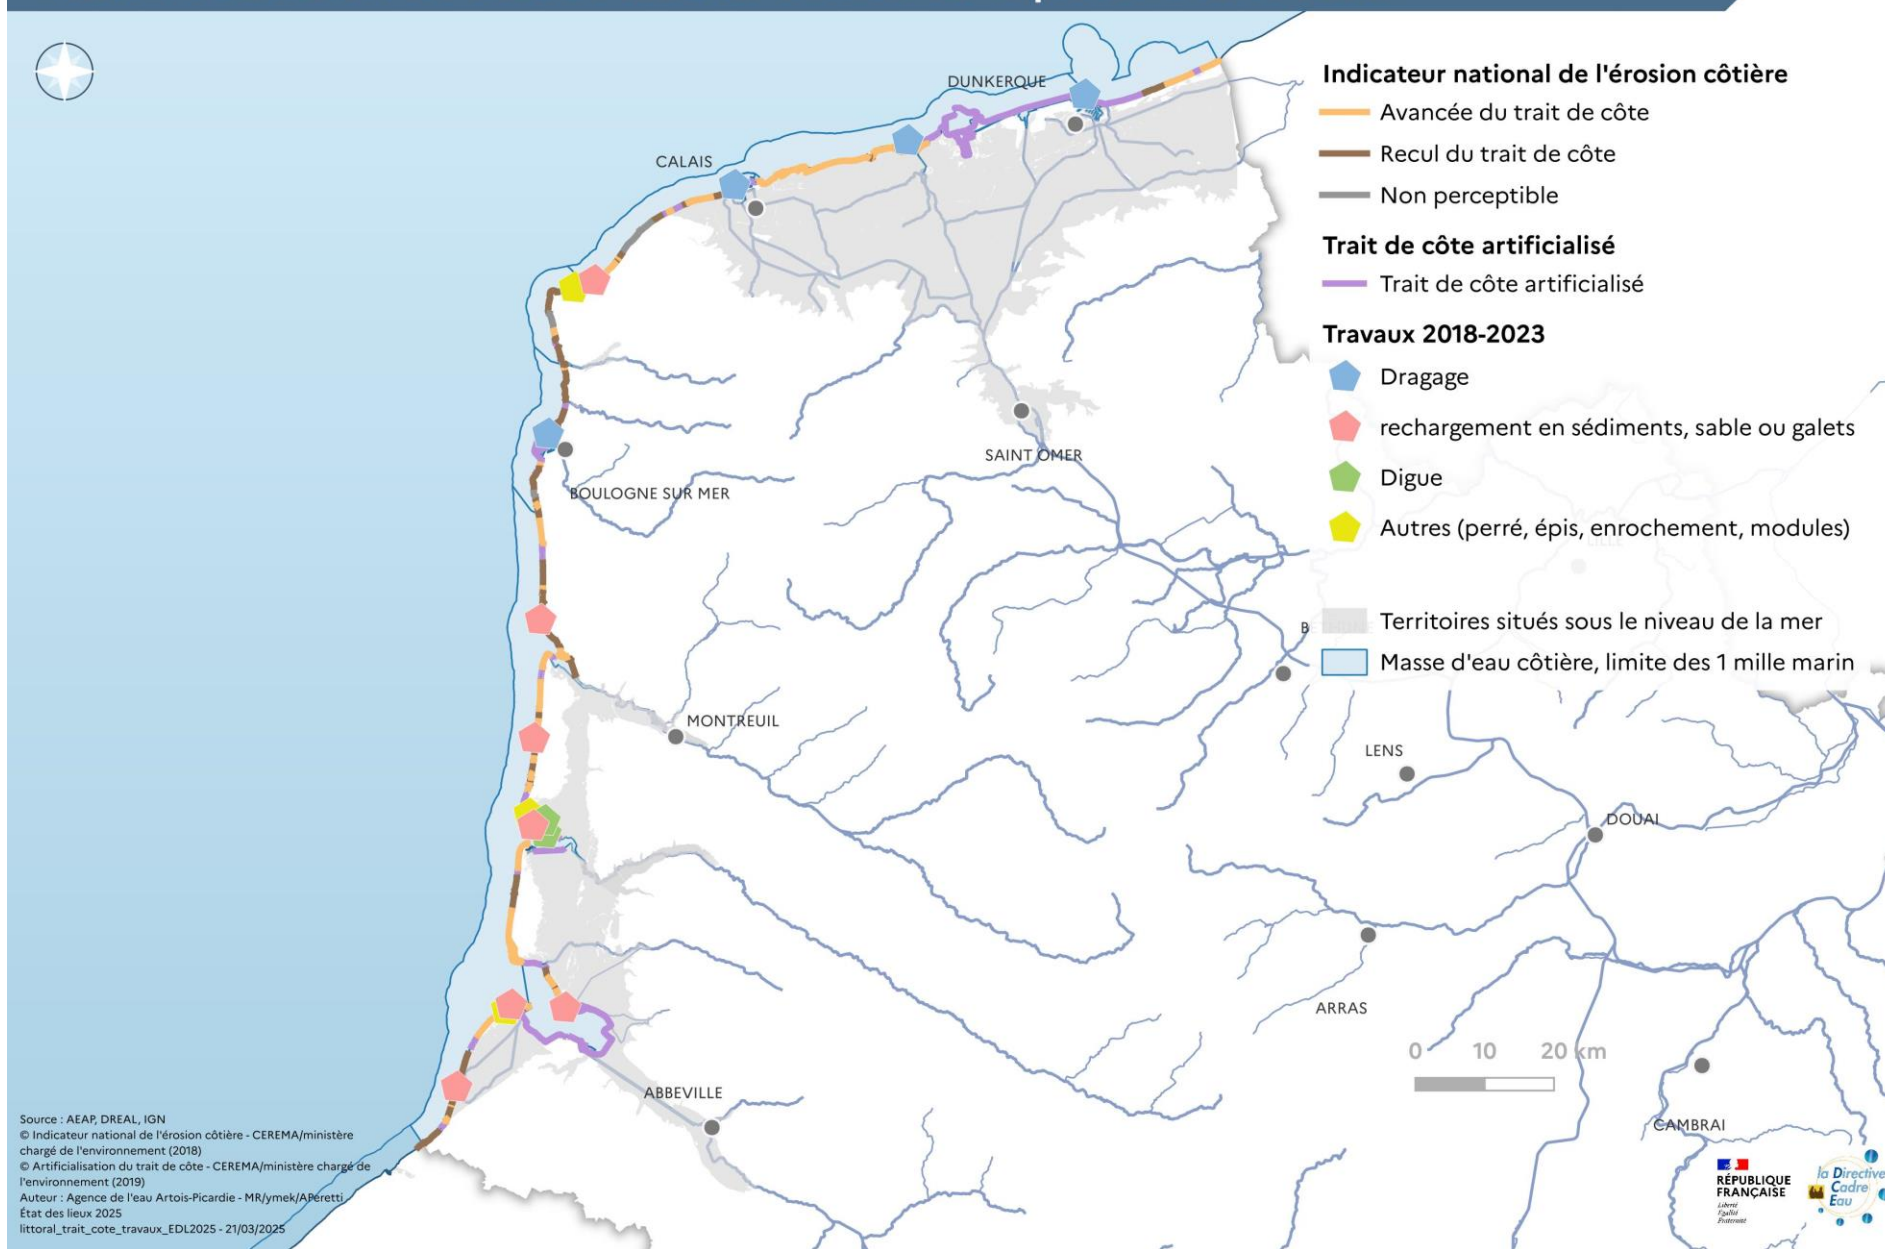 DUNKERQUE
CALAIS
SAINT OMER
BOULOGNE SUR MER
MONTREUIL
LENS
DOUAI
ARRAS
ABBEVILLE
CAMBRAI
Indicateur national de l'érosion côtière
Avancée du trait de côte
Recul du trait de côte
Non perceptible
Trait de côte artificialisé
Trait de côte artificialisé
Travaux 2018-2023
Dragage
rechargement en sédiments, sable ou galets
Digue
Autres (perré, épis, enrochement, modules)
Territoires situés sous le niveau de la mer
Masse d'eau côtière, limite des 1 mille marin
0 10 20 km
Source : AEAP, DREAL, IGN
© Indicateur national de l'érosion côtière - CEREMA/ministère
chargé de l'environnement (2018)
© Artificialisation du trait de côte - CEREMA/ministère chargé de
l'environnement (2019)
Auteur : Agence de l'eau Artois-Picardie - MR/ymek/APeretti
État des lieux 2025
littoral_trait_cote_travaux_EDL2025 - 21/03/2025
RÉPUBLIQUE
FRANÇAISE
Liberté
Égalité
Fraternité
la Directive
Cadre
Eau